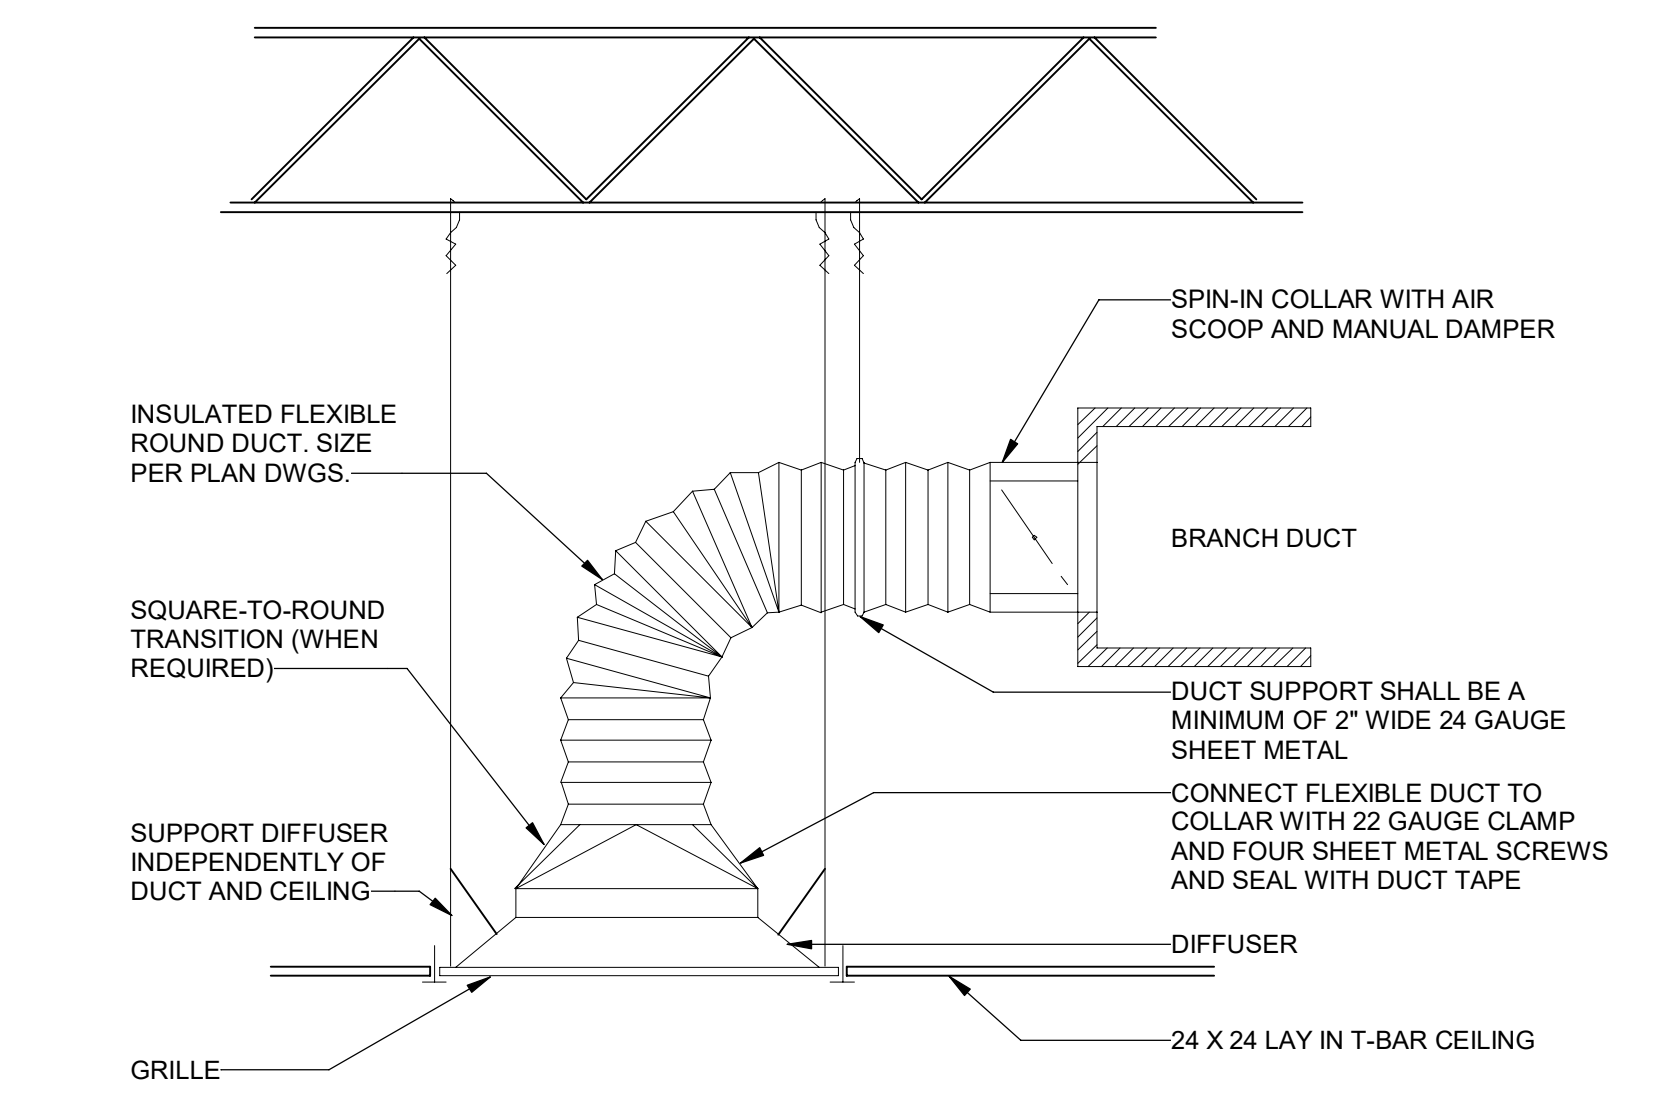 SPIN-IN COLLAR WITH AIR
SCOOP AND MANUAL DAMPER
INSULATED FLEXIBLE
ROUND DUCT. SIZE
PER PLAN DWGS.
BRANCH DUCT
SQUARE-TO-ROUND
TRANSITION (WHEN
REQUIRED)
DUCT SUPPORT SHALL BE A
MINIMUM OF 2" WIDE 24 GAUGE
SHEET METAL
CONNECT FLEXIBLE DUCT TO
COLLAR WITH 22 GAUGE CLAMP
AND FOUR SHEET METAL SCREWS
AND SEAL WITH DUCT TAPE
SUPPORT DIFFUSER
INDEPENDENTLY OF
DUCT AND CEILING
DIFFUSER
24 X 24 LAY IN T-BAR CEILING
GRILLE